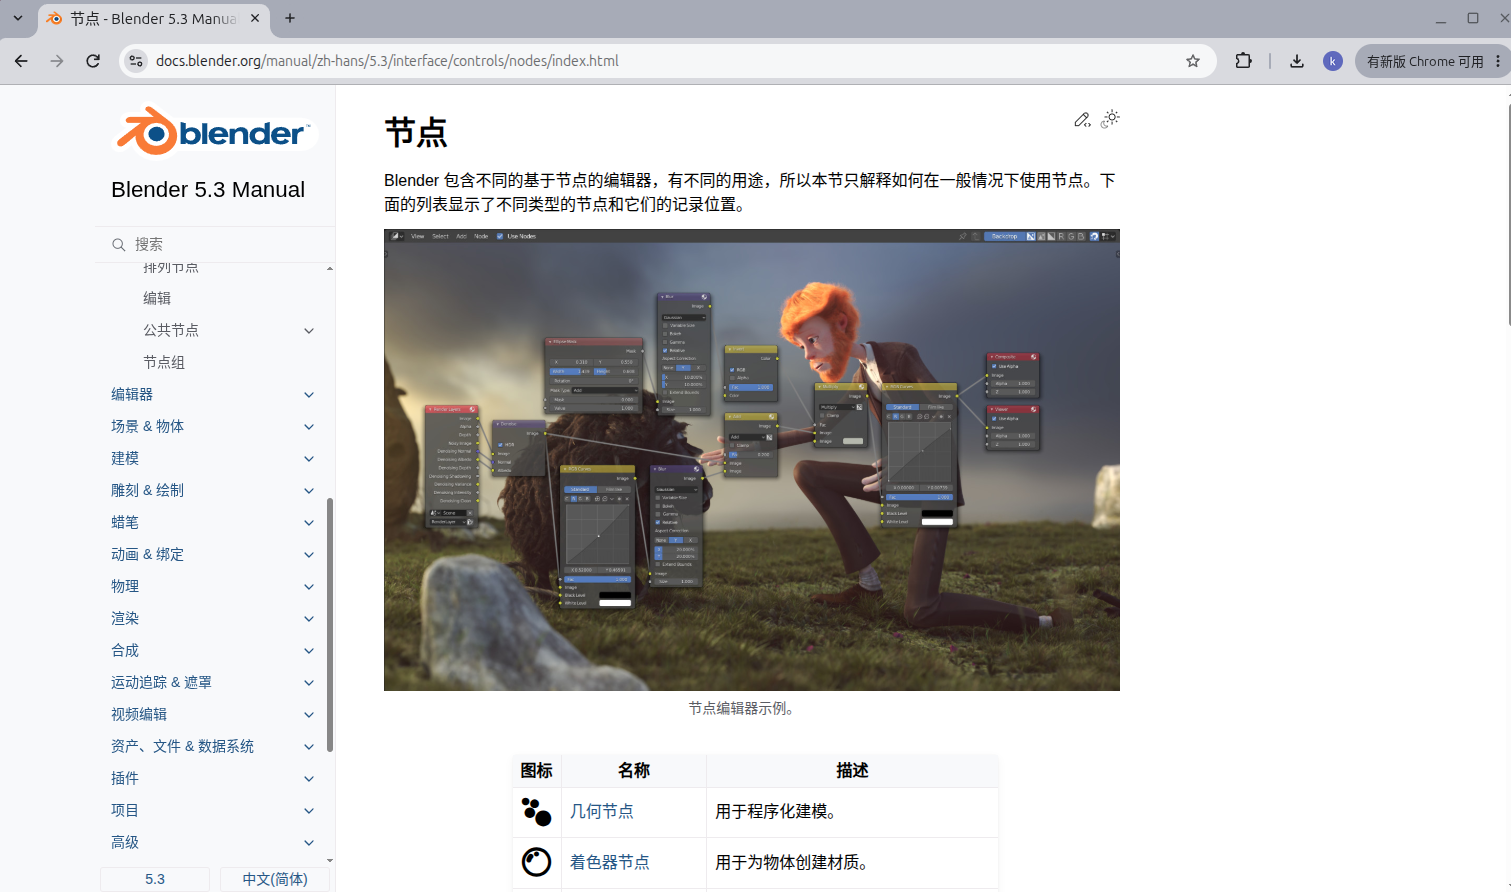 节点 - Blender 5.3 Manua
docs.blender.org/manual/zh-hans/5.3/interface/controls/nodes/index.html
k
有新版 Chrome 可用
blender
Blender 5.3 Manual
搜索
排列节点
编辑
公共节点
节点组
编辑器
场景 & 物体
建模
雕刻 & 绘制
蜡笔
动画 & 绑定
物理
渲染
合成
运动追踪 & 遮罩
视频编辑
资产、文件 & 数据系统
插件
项目
高级
5.3
中文(简体)
节点
Blender 包含不同的基于节点的编辑器，有不同的用途，所以本节只解释如何在一般情况下使用节点。下
面的列表显示了不同类型的节点和它们的记录位置。
View Select Add Node Use Nodes
Backdrop
节点编辑器示例。
图标 名称 描述
几何节点 用于程序化建模。
着色器节点 用于为物体创建材质。